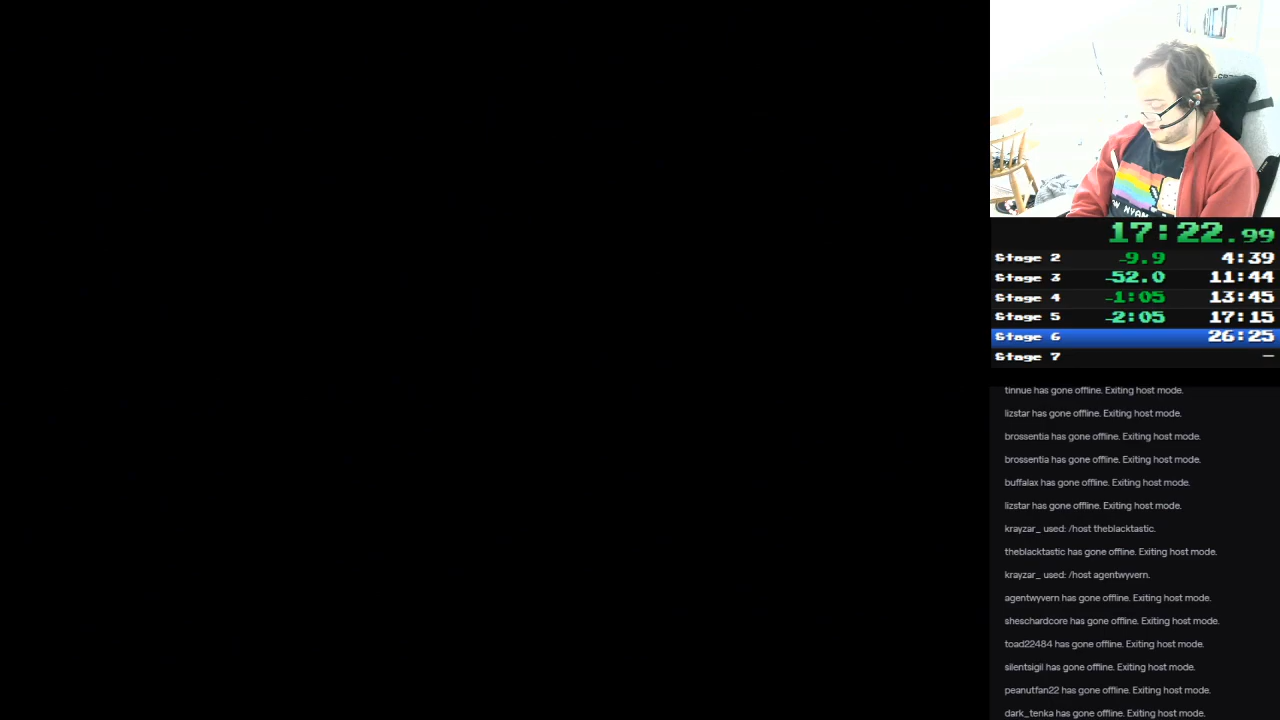 NYAN
17:22.99
Stage 2 -9.9 4:39
Stage 3 -52.0 11:44
Stage 4 -1:05 13:45
Stage 5 -2:05 17:15
Stage 6 26:25
Stage 7 —
tinnue has gone offline. Exiting host mode.
lizstar has gone offline. Exiting host mode.
brossentia has gone offline. Exiting host mode.
brossentia has gone offline. Exiting host mode.
buffalax has gone offline. Exiting host mode.
lizstar has gone offline. Exiting host mode.
krayzar_ used: /host theblacktastic.
theblacktastic has gone offline. Exiting host mode.
krayzar_ used: /host agentwyvern.
agentwyvern has gone offline. Exiting host mode.
sheschardcore has gone offline. Exiting host mode.
toad22484 has gone offline. Exiting host mode.
silentsigil has gone offline. Exiting host mode.
peanutfan22 has gone offline. Exiting host mode.
dark_tenka has gone offline. Exiting host mode.